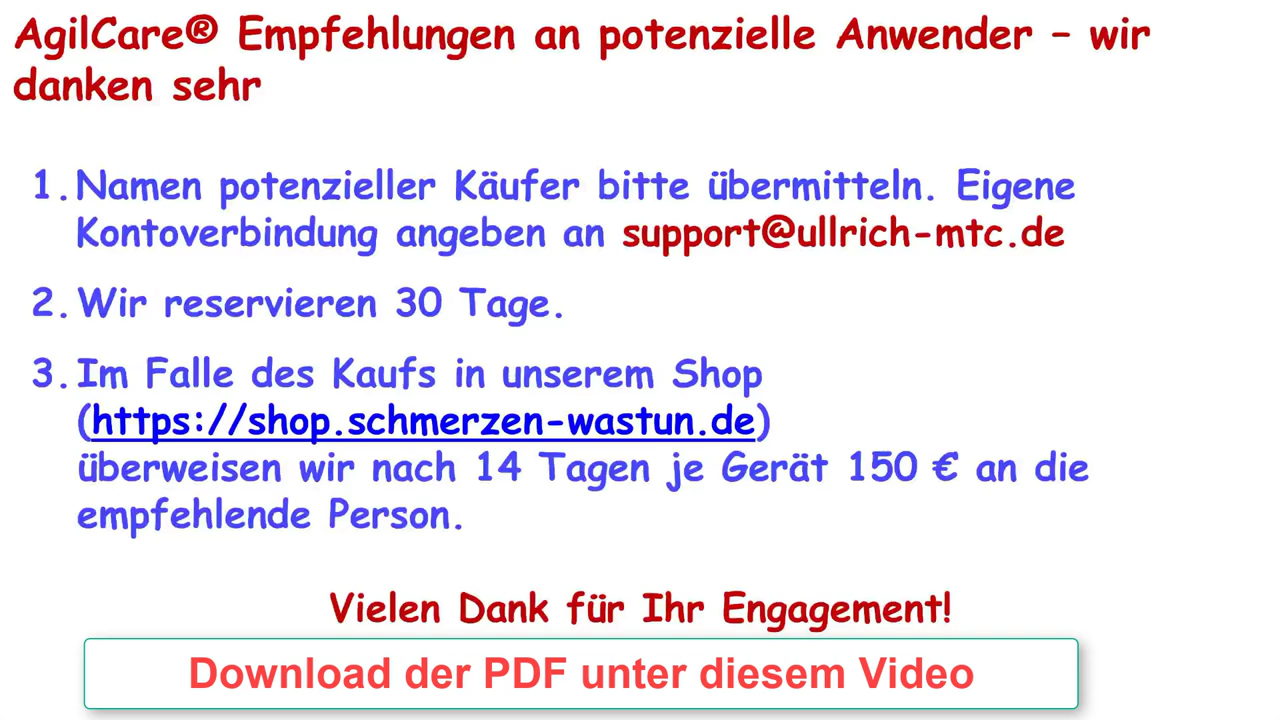 AgilCare® Empfehlungen an potenzielle Anwender – wir
danken sehr
1. Namen potenzieller Käufer bitte übermitteln. Eigene
Kontoverbindung angeben an support@ullrich-mtc.de
2. Wir reservieren 30 Tage.
3. Im Falle des Kaufs in unserem Shop
(https://shop.schmerzen-wastun.de)
überweisen wir nach 14 Tagen je Gerät 150 € an die
empfehlende Person.
Vielen Dank für Ihr Engagement!
Download der PDF unter diesem Video